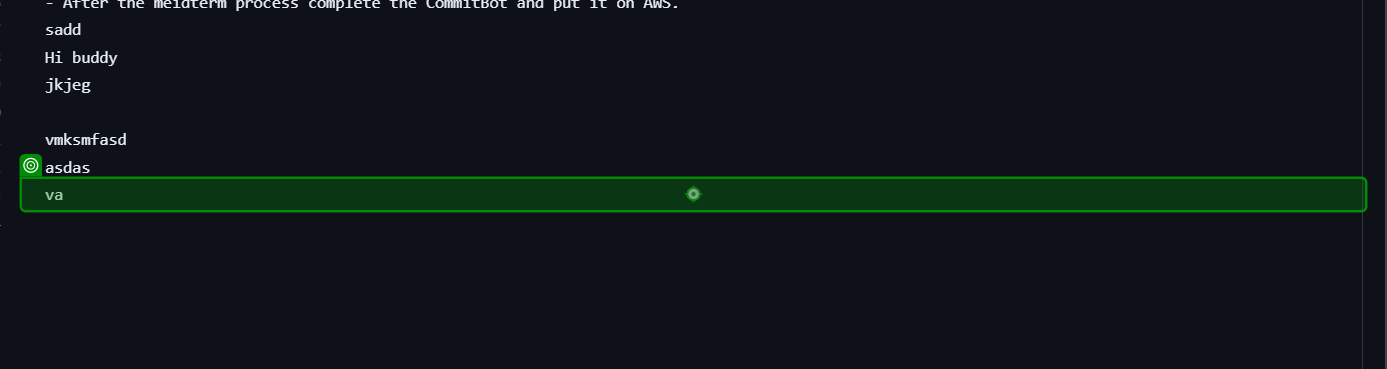 - After the meidterm process complete the CommitBot and put it on AWS.
sadd
Hi buddy
jkjeg
vmksmfasd
asdas
va